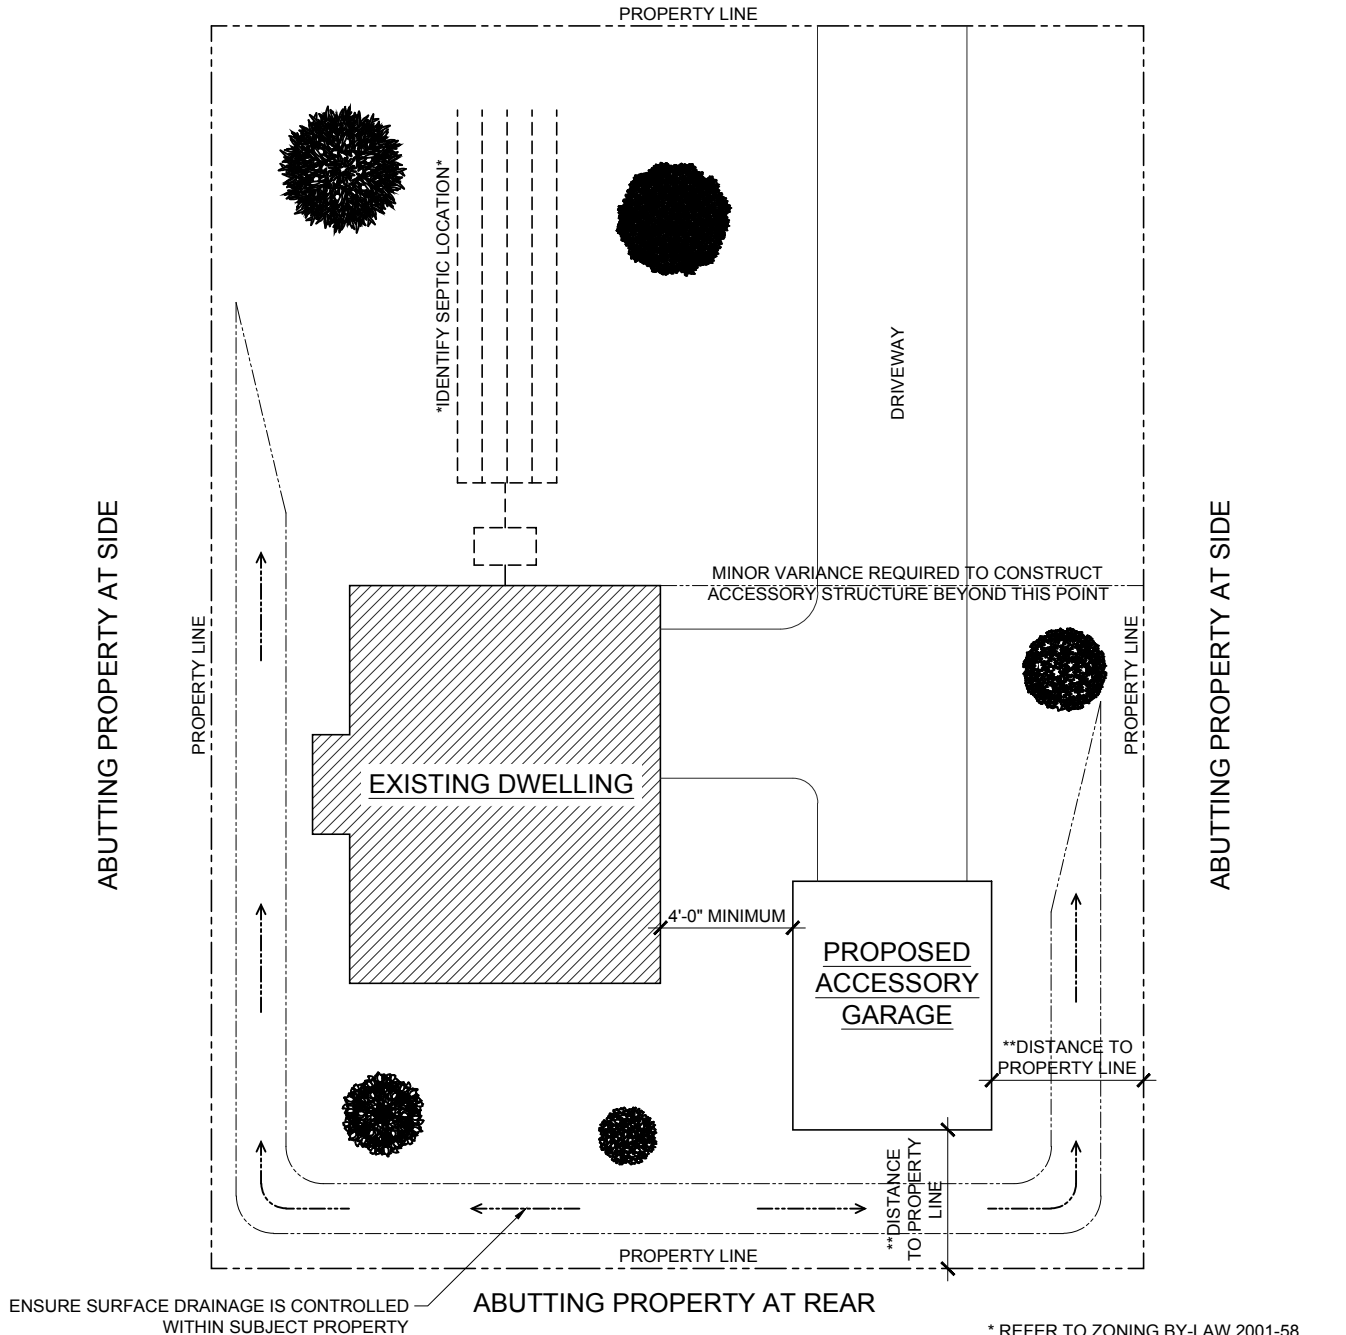 PROPERTY LINE
*IDENTIFY SEPTIC LOCATION*
DRIVEWAY
ABUTTING PROPERTY AT SIDE
PROPERTY LINE
MINOR VARIANCE REQUIRED TO CONSTRUCT
ACCESSORY STRUCTURE BEYOND THIS POINT
PROPERTY LINE
ABUTTING PROPERTY AT SIDE
EXISTING DWELLING
4'-0" MINIMUM
PROPOSED
ACCESSORY
GARAGE
**DISTANCE TO
PROPERTY LINE
**DISTANCE
TO PROPERTY
LINE
PROPERTY LINE
ENSURE SURFACE DRAINAGE IS CONTROLLED
WITHIN SUBJECT PROPERTY
ABUTTING PROPERTY AT REAR
* REFER TO ZONING BY-LAW 2001-58